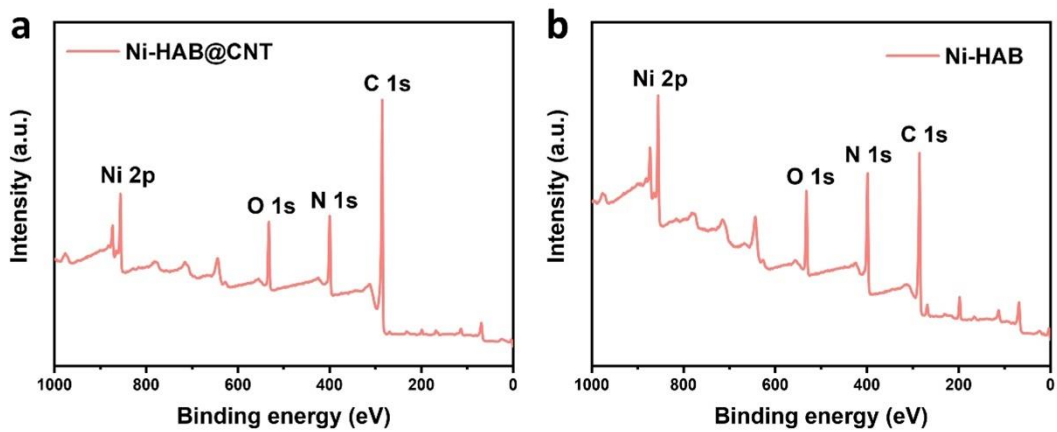 a
Ni-HAB@CNT
C 1s
Ni 2p
O 1s
N 1s
Intensity (a.u.)
1000
800
600
400
200
0
Binding energy (eV)
b
Ni-HAB
Ni 2p
C 1s
N 1s
O 1s
Intensity (a.u.)
1000
800
600
400
200
0
Binding energy (eV)